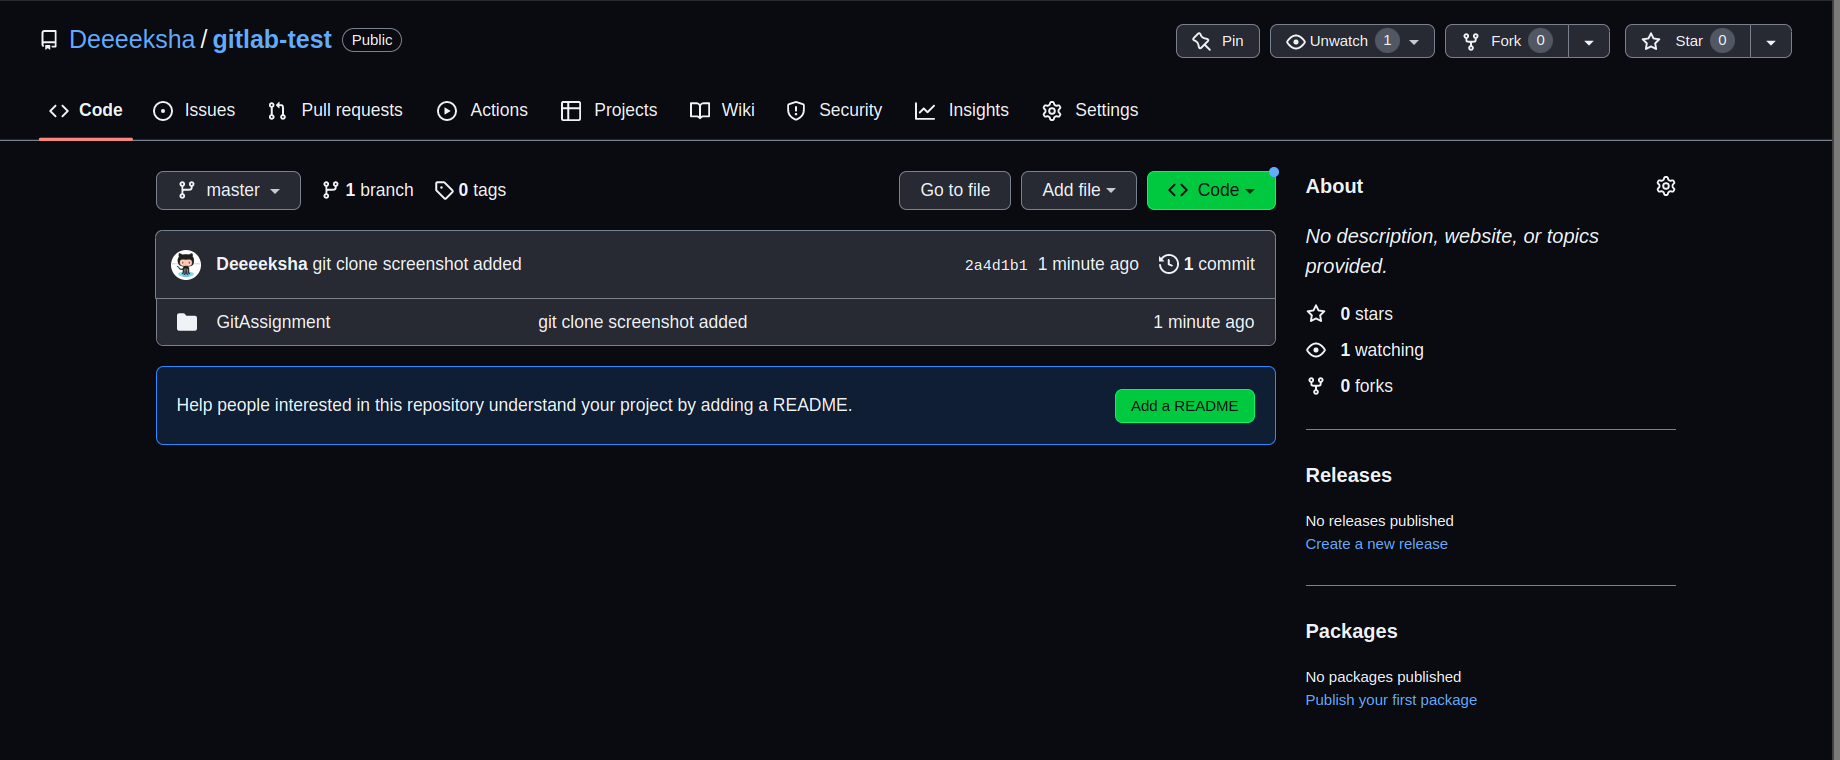 Deeeeksha / gitlab-test Public Pin Unwatch 1 Fork 0 Star 0
Code Issues Pull requests Actions Projects Wiki Security Insights Settings
master 1 branch 0 tags Go to file Add file Code
Deeeeksha git clone screenshot added 2a4d1b1 1 minute ago 1 commit
GitAssignment git clone screenshot added 1 minute ago
Help people interested in this repository understand your project by adding a README. Add a README
About
No description, website, or topics
provided.
0 stars
1 watching
0 forks
Releases
No releases published
Create a new release
Packages
No packages published
Publish your first package